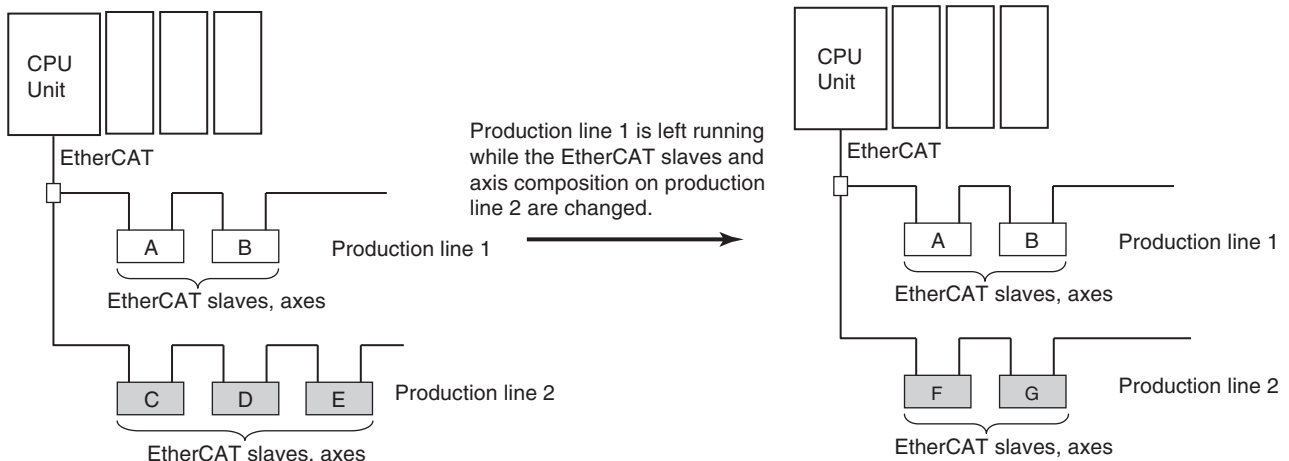 CPU
Unit
EtherCAT
A
B
Production line 1
EtherCAT slaves, axes
C
D
E
Production line 2
EtherCAT slaves, axes
Production line 1 is left running
while the EtherCAT slaves and
axis composition on production
line 2 are changed.
CPU
Unit
EtherCAT
A
B
Production line 1
EtherCAT slaves, axes
F
G
Production line 2
EtherCAT slaves, axes